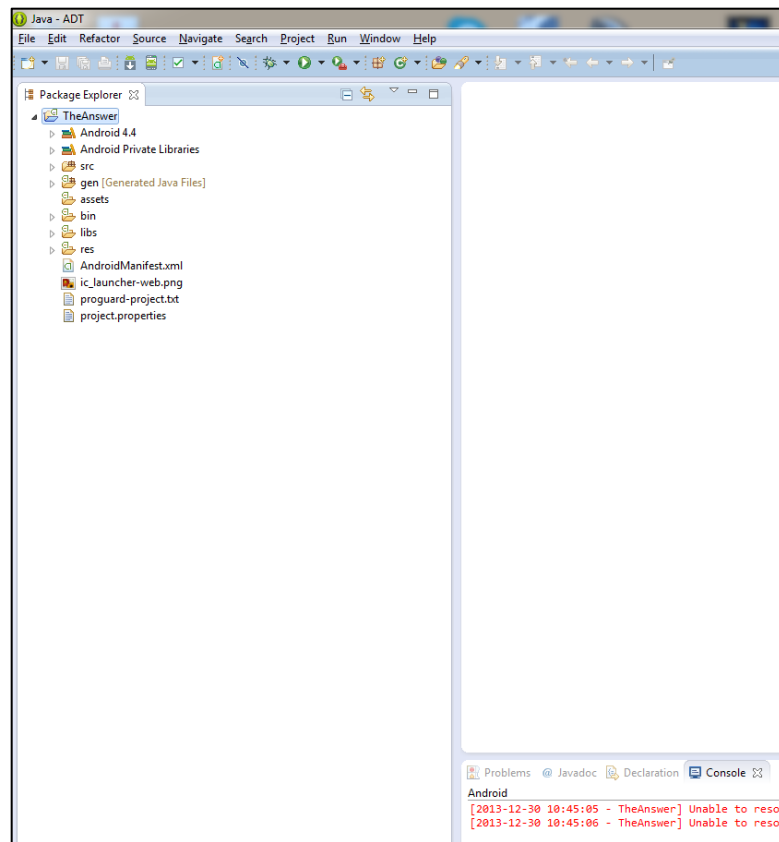 Java - ADT
File Edit Refactor Source Navigate Search Project Run Window Help
Package Explorer
TheAnswer
Android 4.4
Android Private Libraries
src
gen [Generated Java Files]
assets
bin
libs
res
AndroidManifest.xml
ic_launcher-web.png
proguard-project.txt
project.properties
Problems @ Javadoc Declaration Console
Android
[2013-12-30 10:45:05 - TheAnswer] Unable to reso
[2013-12-30 10:45:06 - TheAnswer] Unable to reso